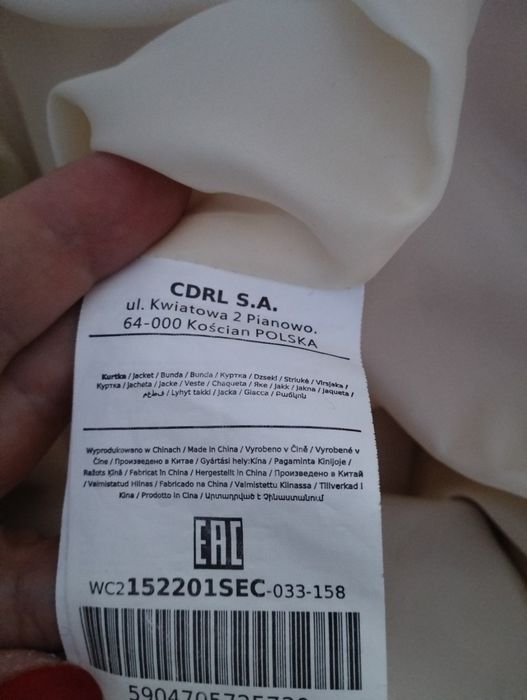 CDRL S.A.
ul. Kwiatowa 2 Pianowo.
64-000 Kościan POLSKA
Kurtka / Jacket / Bunda / Bunda / Куртка / Dzseki / Striukė / Virsjaka /
Куртка / Jacheta / Jacke / Veste / Chaqueta / Яке / Jakk / Jakna / Jaqueta /
/ Lyhyt takki / Jacka / Giacca / Բաճկոն
Wyprodukowano w Chinach / Made in China / Vyrobeno v Číně / Vyrobené v
Číne / Произведено в Китае / Gyártási hely:Kína / Pagaminta Kinijoje /
Ražots Ķīnā / Fabricat în China / Hergestellt in China / Произведено в Китай
/ Valmistatud Hiinas / Fabricado na China / Valmistettu Kiinassa / Tillverkad i
Kina / Prodotto in Cina / Արտադրված է Չինաստանում
EAC
WC2152201SEC-033-158